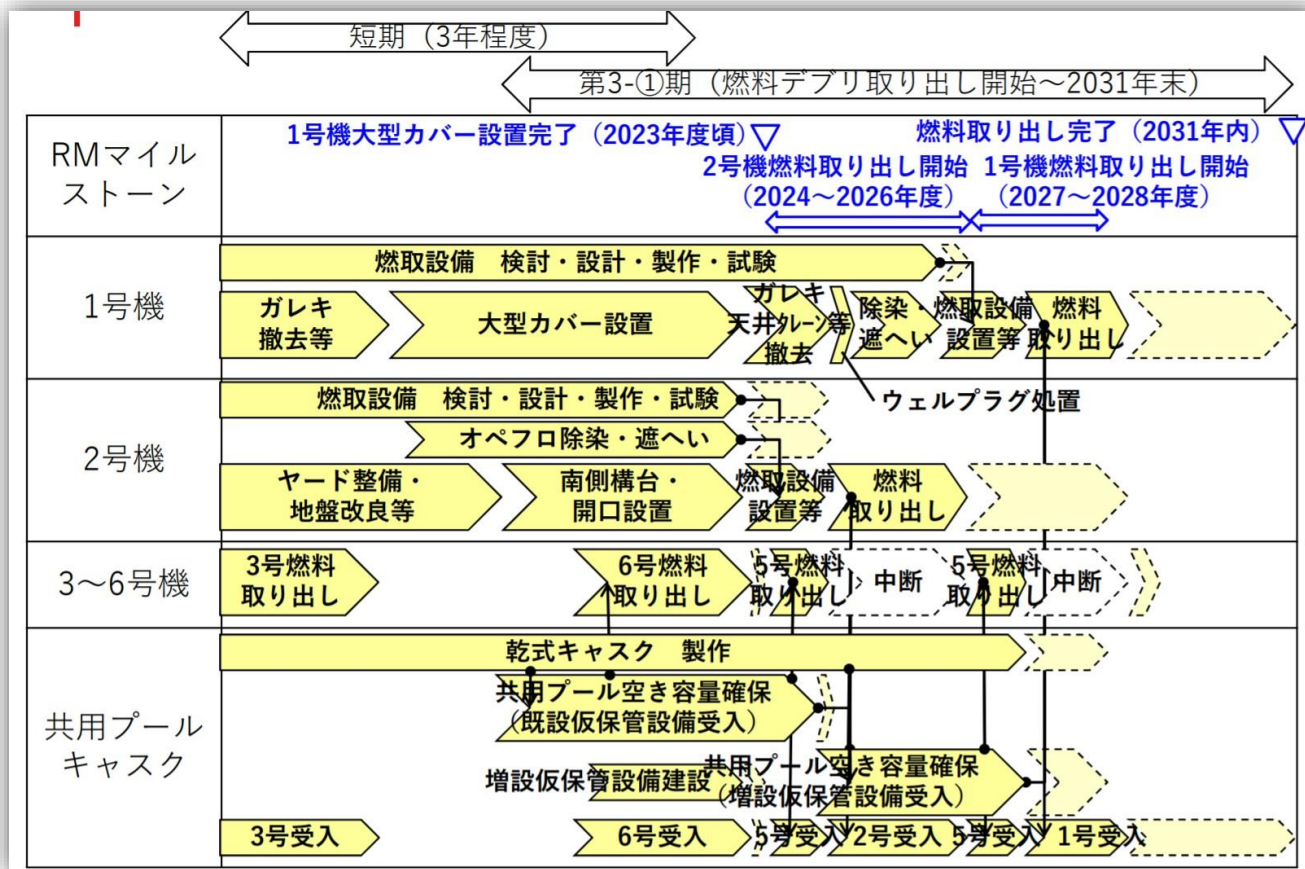 短期（3年程度）
第3-①期（燃料デブリ取り出し開始～2031年末）
RMマイル
ストーン
1号機大型カバー設置完了（2023年度頃）
燃料取り出し完了（2031年内）
2号機燃料取り出し開始
（2024～2026年度）
1号機燃料取り出し開始
（2027～2028年度）
1号機
燃取設備　検討・設計・製作・試験
ガレキ
撤去等
大型カバー設置
ガレキ
天井クレーン等
撤去
除染・
遮へい
燃取設備
設置等
燃料
取り出し
ウェルプラグ処置
2号機
燃取設備　検討・設計・製作・試験
オペフロ除染・遮へい
ヤード整備・
地盤改良等
南側構台・
開口設置
燃取設備
設置等
燃料
取り出し
3～6号機
3号燃料
取り出し
6号燃料
取り出し
5号燃料
取り出し
中断
5号燃料
取り出し
中断
共用プール
キャスク
乾式キャスク　製作
共用プール空き容量確保
（既設仮保管設備受入）
増設仮保管設備建設
共用プール空き容量確保
（増設仮保管設備受入）
3号受入
6号受入
5号受入
2号受入
5号受入
1号受入